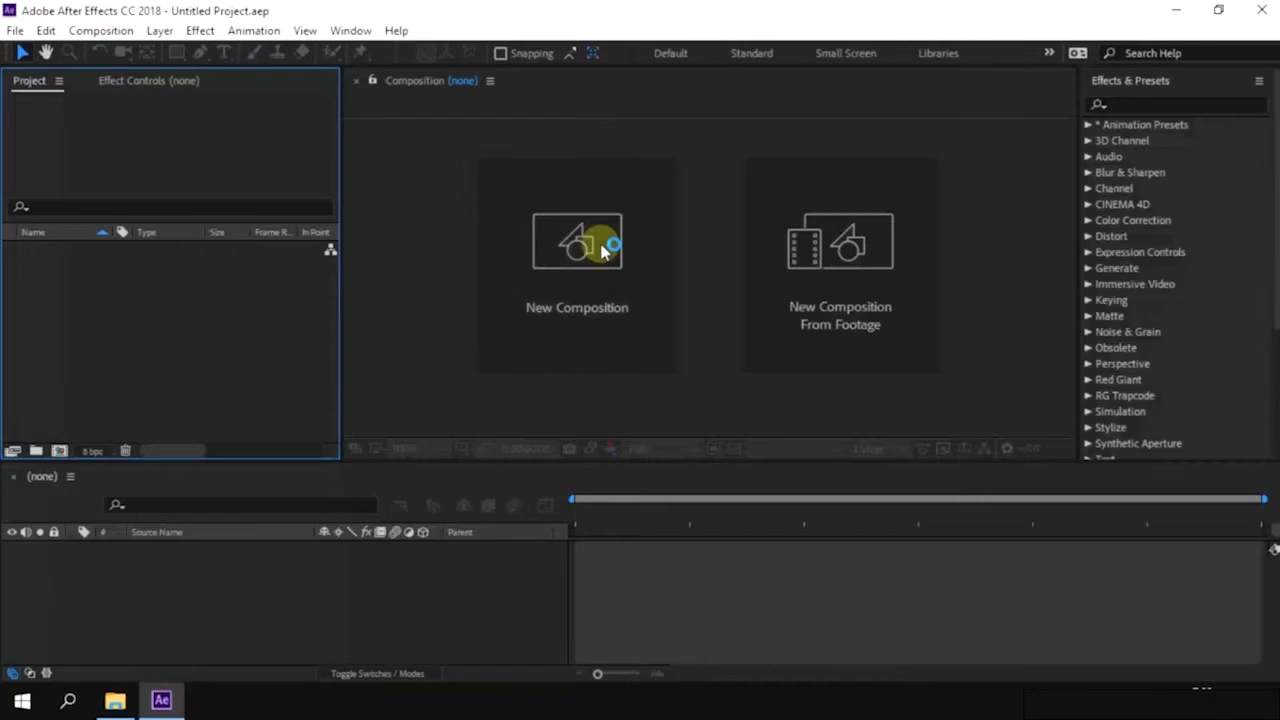 Ae Adobe After Effects CC 2018 - Untitled Project.aep
File Edit Composition Layer Effect Animation View Window Help
Snapping Default Standard Small Screen Libraries Search Help
Project Effect Controls (none)
Composition (none)
Effects & Presets
* Animation Presets
3D Channel
Audio
Blur & Sharpen
Channel
CINEMA 4D
Color Correction
Distort
Expression Controls
Generate
Immersive Video
Keying
Matte
Noise & Grain
Obsolete
Perspective
Red Giant
RG Trapcode
Simulation
Stylize
Synthetic Aperture
Name Type Size Frame R... In Point
New Composition
New Composition
From Footage
8 bpc
(none)
# Source Name fx Parent
Toggle Switches / Modes
Ae